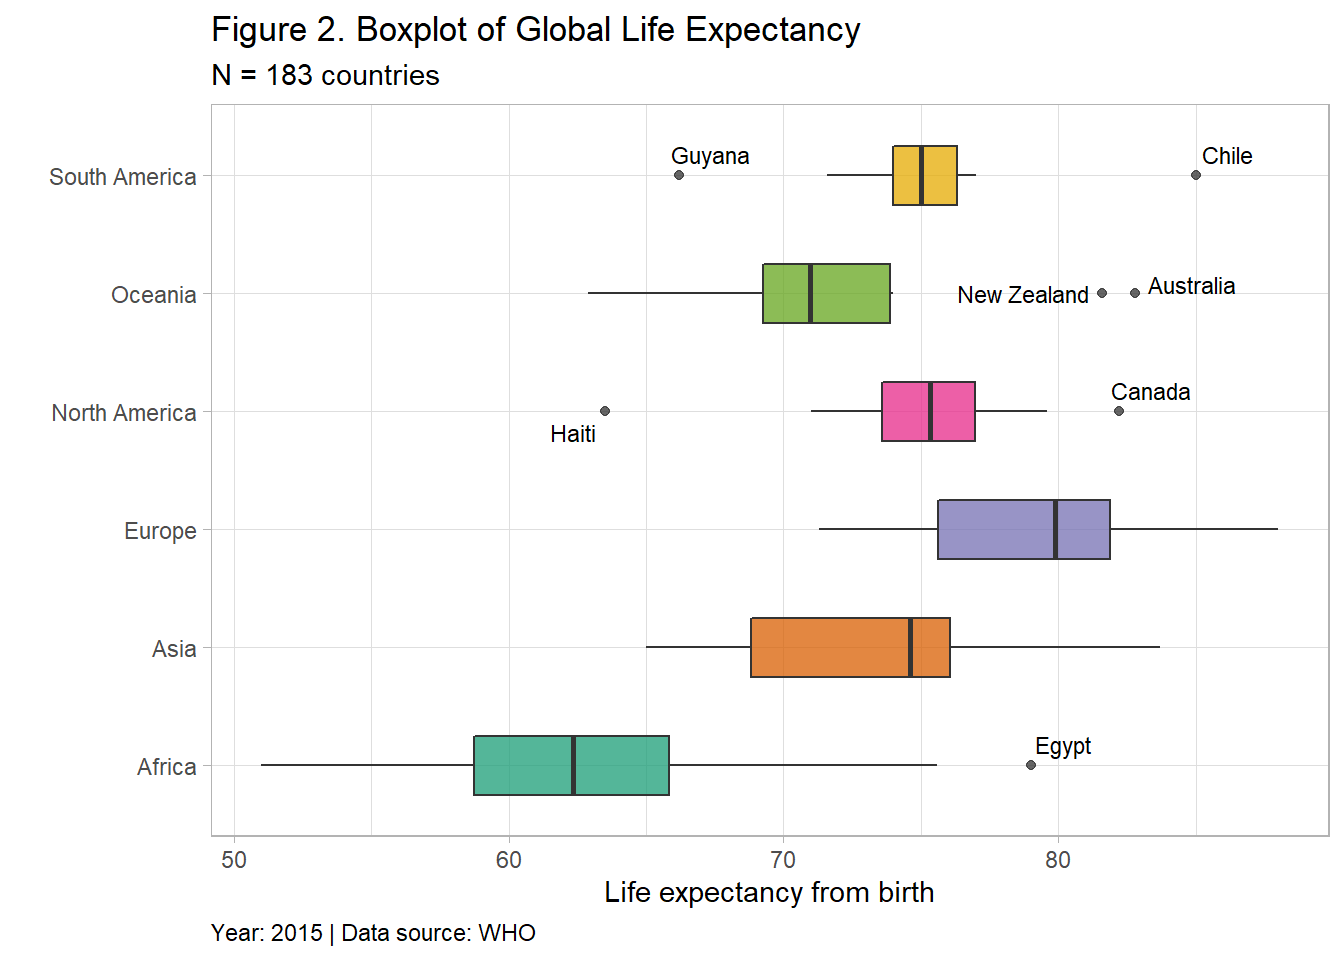 Figure 2. Boxplot of Global Life Expectancy
N = 183 countries
South America
Guyana
Chile
Oceania
New Zealand
Australia
North America
Haiti
Canada
Europe
Asia
Africa
Egypt
50 60 70 80
Life expectancy from birth
Year: 2015 | Data source: WHO